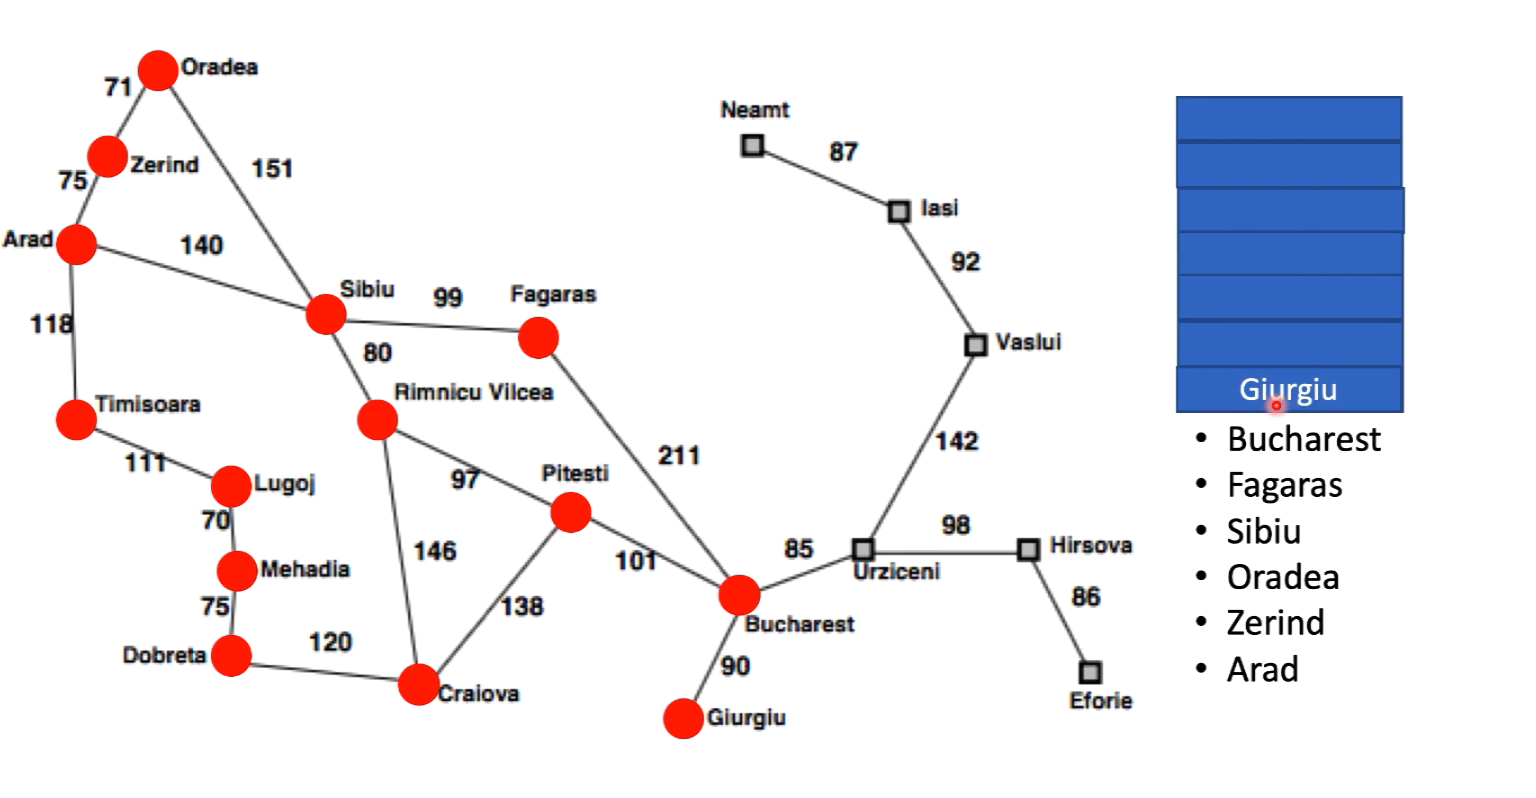 Oradea
71
Neamt
87
Zerind
151
75
Iasi
Arad
140
92
Sibiu
99
Fagaras
118
80
Vaslui
Rimnicu Vilcea
Giurgiu
Timisoara
211
142
Bucharest
111
97
Pitesti
Lugoj
Fagaras
70
146
101
85
98
Hirsova
Sibiu
Mehadia
Urziceni
Oradea
75
138
86
120
Bucharest
Zerind
Dobreta
90
Arad
Craiova
Giurgiu
Eforie